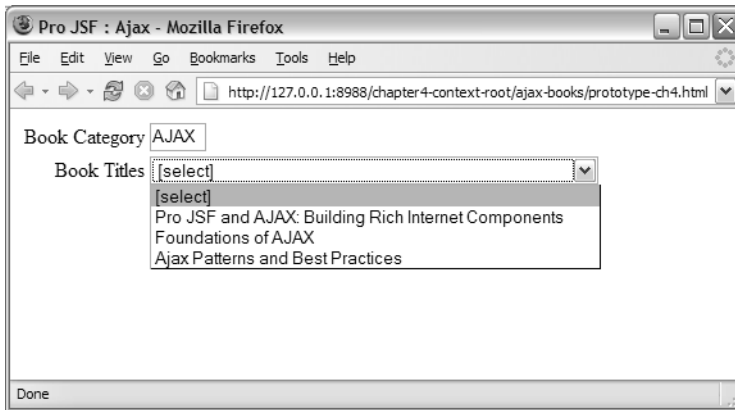 Pro JSF : Ajax - Mozilla Firefox
File Edit View Go Bookmarks Tools Help
http://127.0.0.1:8988/chapter4-context-root/ajax-books/prototype-ch4.html
Book Category AJAX
Book Titles [select]
[select]
Pro JSF and AJAX: Building Rich Internet Components
Foundations of AJAX
Ajax Patterns and Best Practices
Done